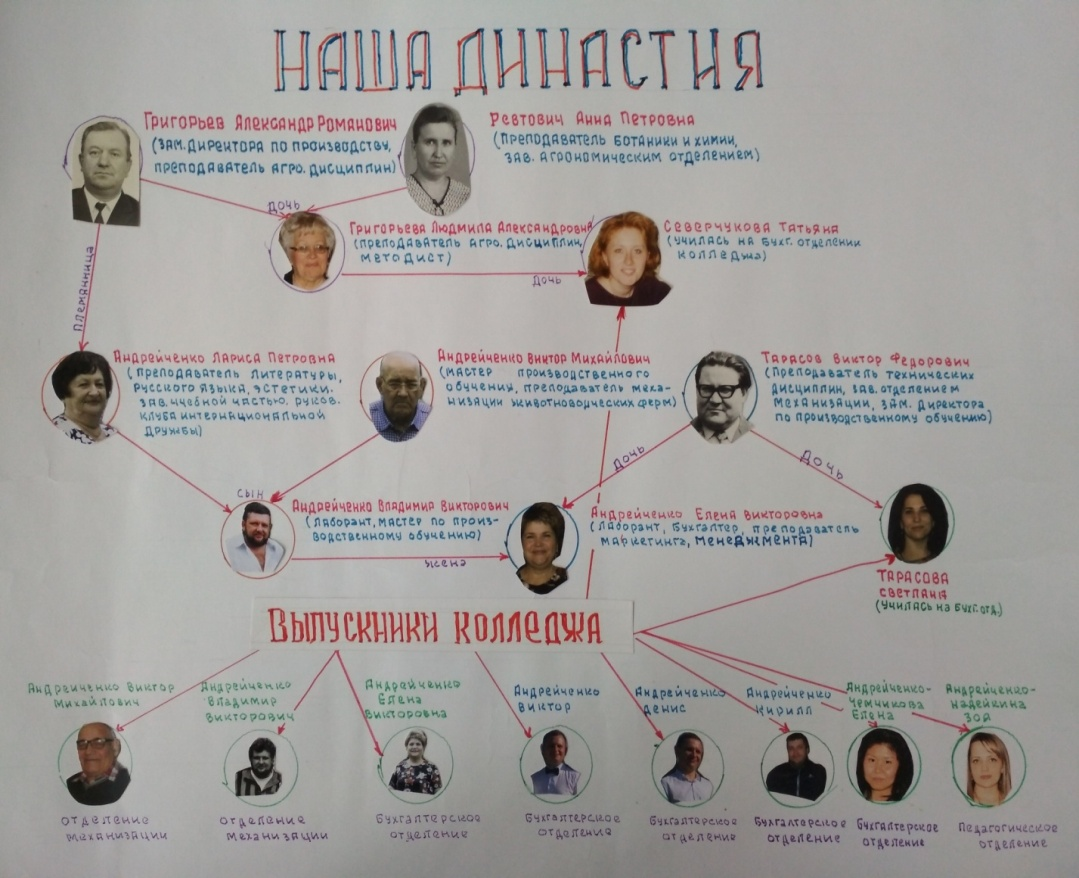 НАША ДИНАСТИЯ
Григорьев Александр Романович
(зам. директора по производству,
преподаватель агро. дисциплин)
Ревтович Анна Петровна
(преподаватель ботаники и химии,
зав. агрономическим отделением)
дочь
Григорьева Людмила Александровна
(преподаватель агро. дисциплин,
методист)
Северчукова Татьяна
(училась на бухг. отделении
колледжа)
дочь
племянница
Андрейченко Лариса Петровна
(преподаватель литературы,
русского языка, эстетики.
зав. учебной частью. руков.
клуба интернациональной
дружбы)
Андрейченко Виктор Михайлович
(мастер производственного
обучения, преподаватель меха-
низации животноводческих ферм)
Тарасов Виктор Федорович
(преподаватель технических
дисциплин, зав. отделением
механизации, зам. директора
по производственному обучению)
дочь
дочь
сын
Андрейченко Владимир Викторович
(лаборант, мастер по произ-
водственному обучению)
жена
Андрейченко Елена Викторовна
(лаборант, бухгалтер, преподаватель
маркетинга, менеджмента)
Тарасова
Светлана
(училась на бухг. отд.)
Выпускники колледжа
Андрейченко Виктор
Михайлович
Андрейченко
Владимир
Викторович
Андрейченко
Елена
Викторовна
Андрейченко
Виктор
Андрейченко
Денис
Андрейченко
Кирилл
Андрейченко-
Чемчикова
Елена
Андрейченко-
Надейкина
Зоя
отделение
механизации
отделение
механизации
бухгалтерское
отделение
бухгалтерское
отделение
бухгалтерское
отделение
бухгалтерское
отделение
бухгалтерское
отделение
педагогическое
отделение